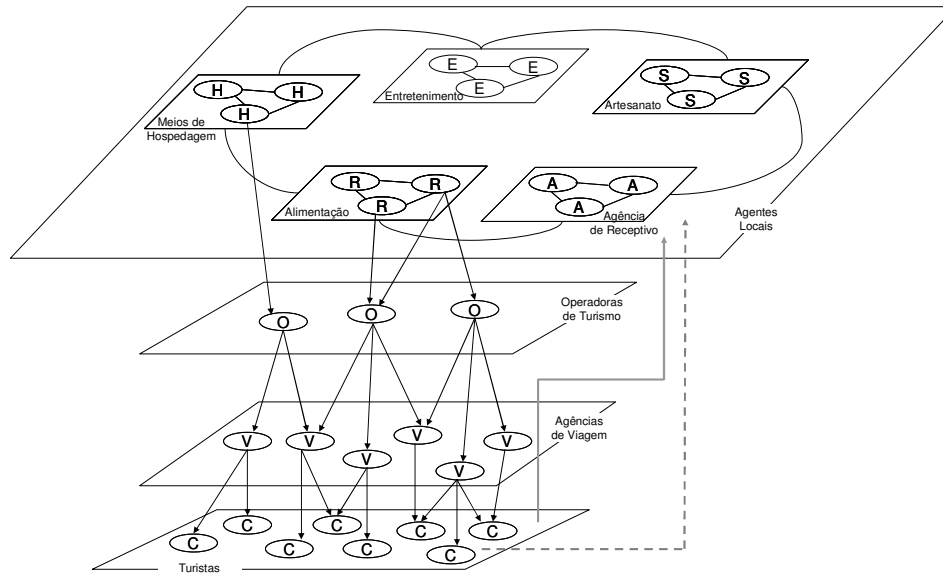 E E
E
Entretenimento
H H
H
Meios de
Hospedagem
S S
S
Artesanato
R R
R
Alimentação
A A
A
Agência
de Receptivo
Agentes
Locais
O O O
Operadoras
de Turismo
Agências
de Viagem
V V V V V V
C C C C C C C C
Turistas